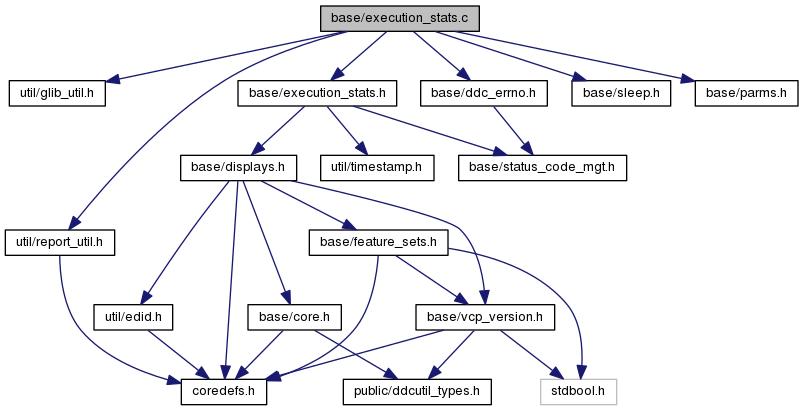 base/execution_stats.c
util/glib_util.h
base/execution_stats.h
base/ddc_errno.h
base/sleep.h
base/parms.h
base/displays.h
util/timestamp.h
base/status_code_mgt.h
util/report_util.h
base/feature_sets.h
util/edid.h
base/core.h
base/vcp_version.h
coredefs.h
public/ddcutil_types.h
stdbool.h